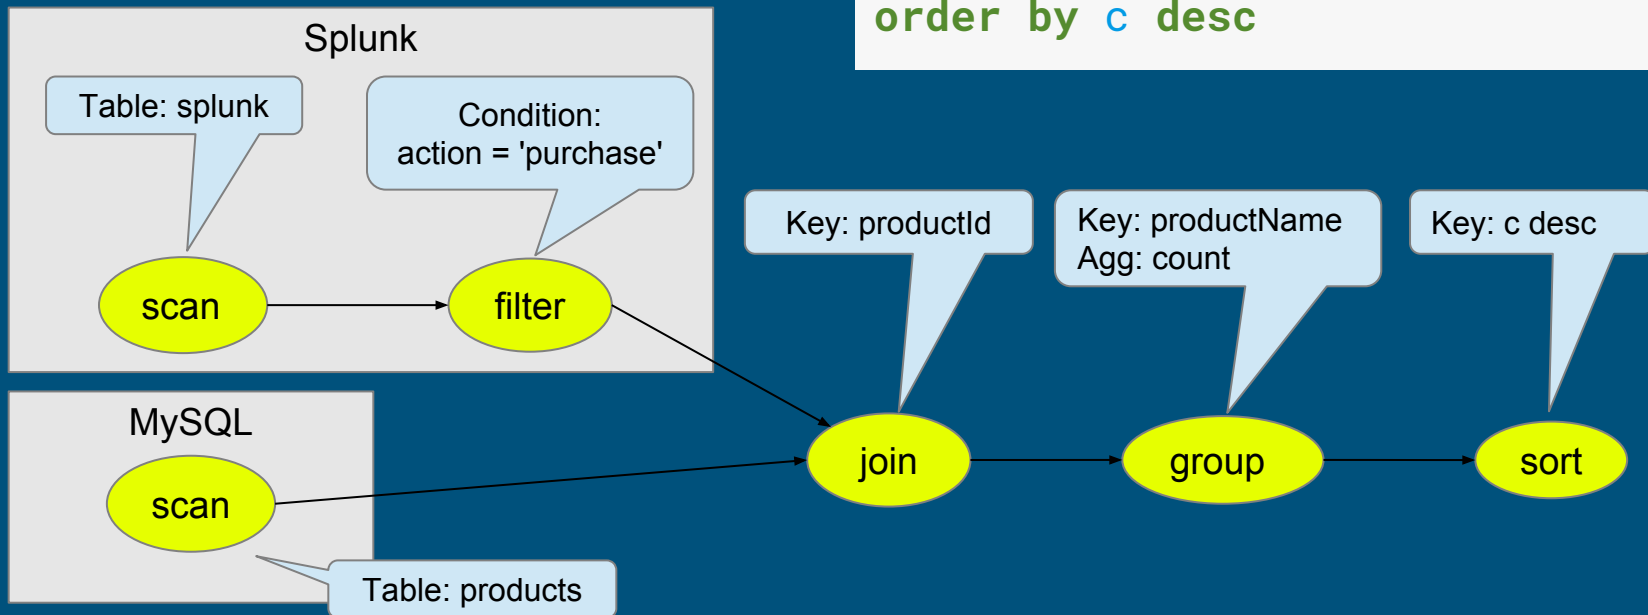 order by c desc
Splunk
Table: splunk
Condition:
action = 'purchase'
scan
filter
Key: productId
Key: productName
Agg: count
Key: c desc
MySQL
scan
join
group
sort
Table: products